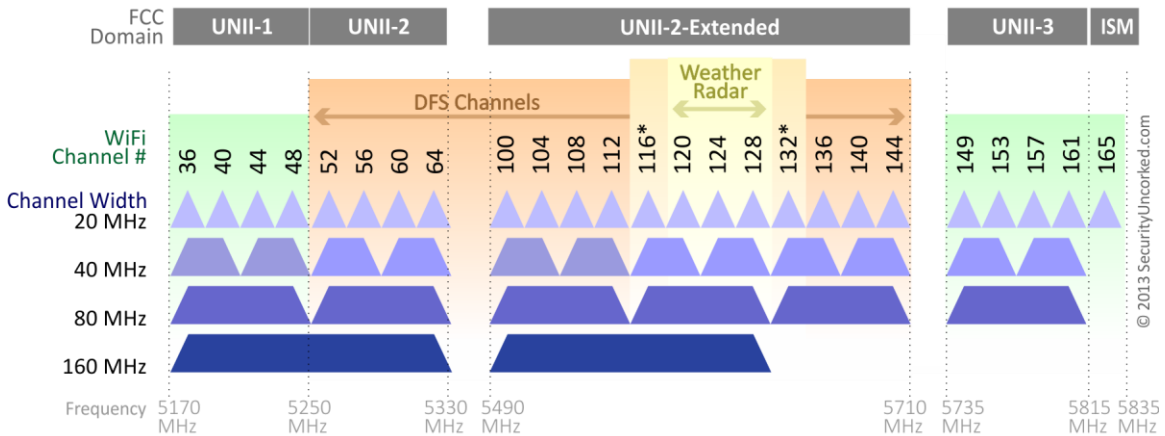 FCC
Domain
UNII-1 UNII-2 UNII-2-Extended UNII-3 ISM
Weather
Radar
DFS Channels
WiFi
Channel #
36 40 44 48 52 56 60 64 100 104 108 112 116* 120 124 128 132* 136 140 144 149 153 157 161 165
Channel Width
20 MHz
40 MHz
80 MHz
160 MHz
Frequency 5170 5250 5330 5490 5710 5735 5815 5835
MHz MHz MHz MHz MHz MHz MHz MHz
© 2013 SecurityUncorked.com